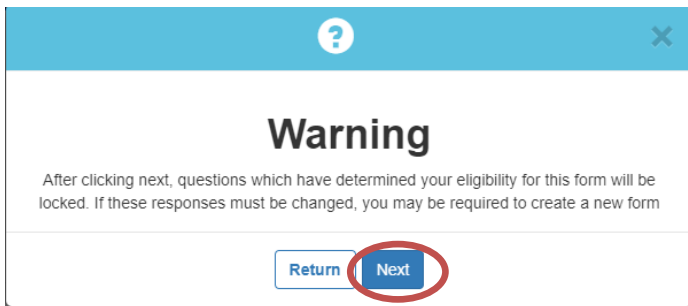 ?
Warning
After clicking next, questions which have determined your eligibility for this form will be
locked. If these responses must be changed, you may be required to create a new form
Return Next